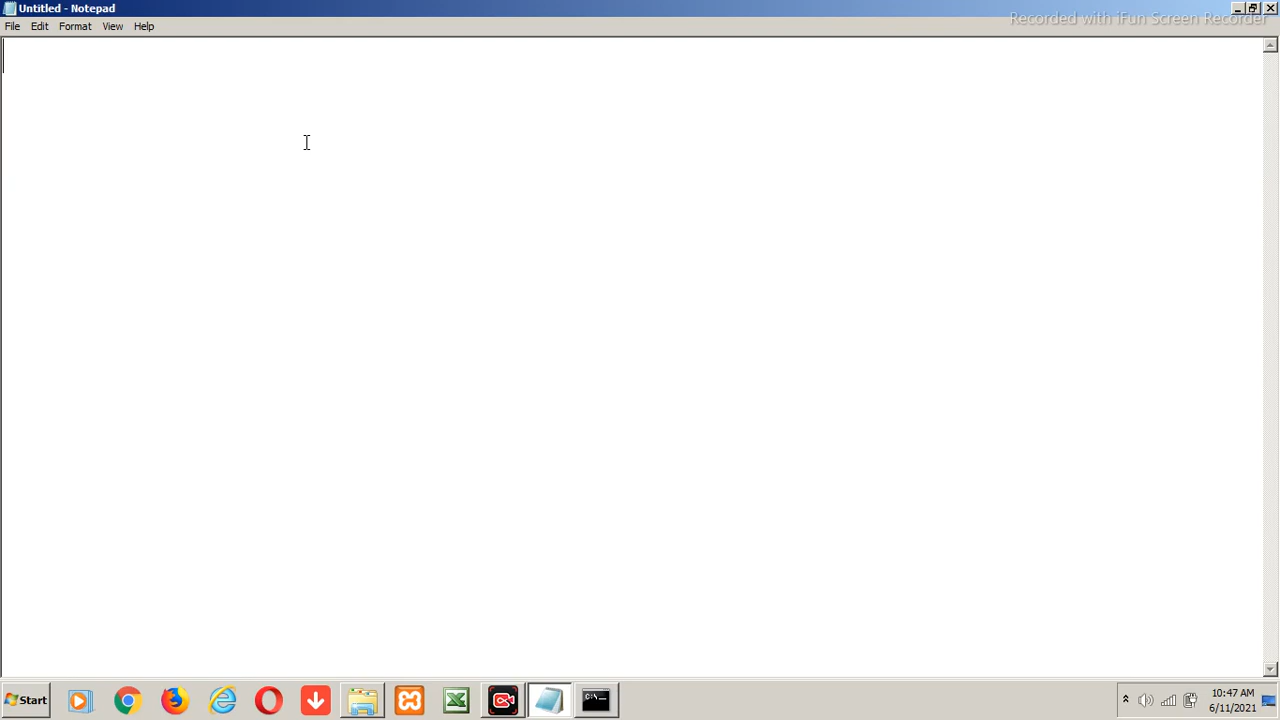 Untitled - Notepad
Recorded with iFun Screen Recorder
File Edit Format View Help
Start
10:47 AM
6/11/2021